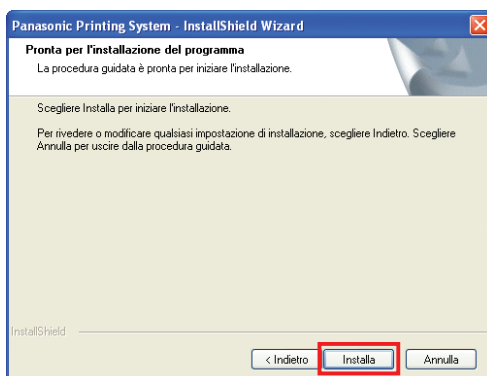 Panasonic Printing System - InstallShield Wizard
Pronta per l'installazione del programma
La procedura guidata è pronta per iniziare l'installazione.
Scegliere Installa per iniziare l'installazione.
Per rivedere o modificare qualsiasi impostazione di installazione, scegliere Indietro. Scegliere
Annulla per uscire dalla procedura guidata.
InstallShield
< Indietro
Installa
Annulla